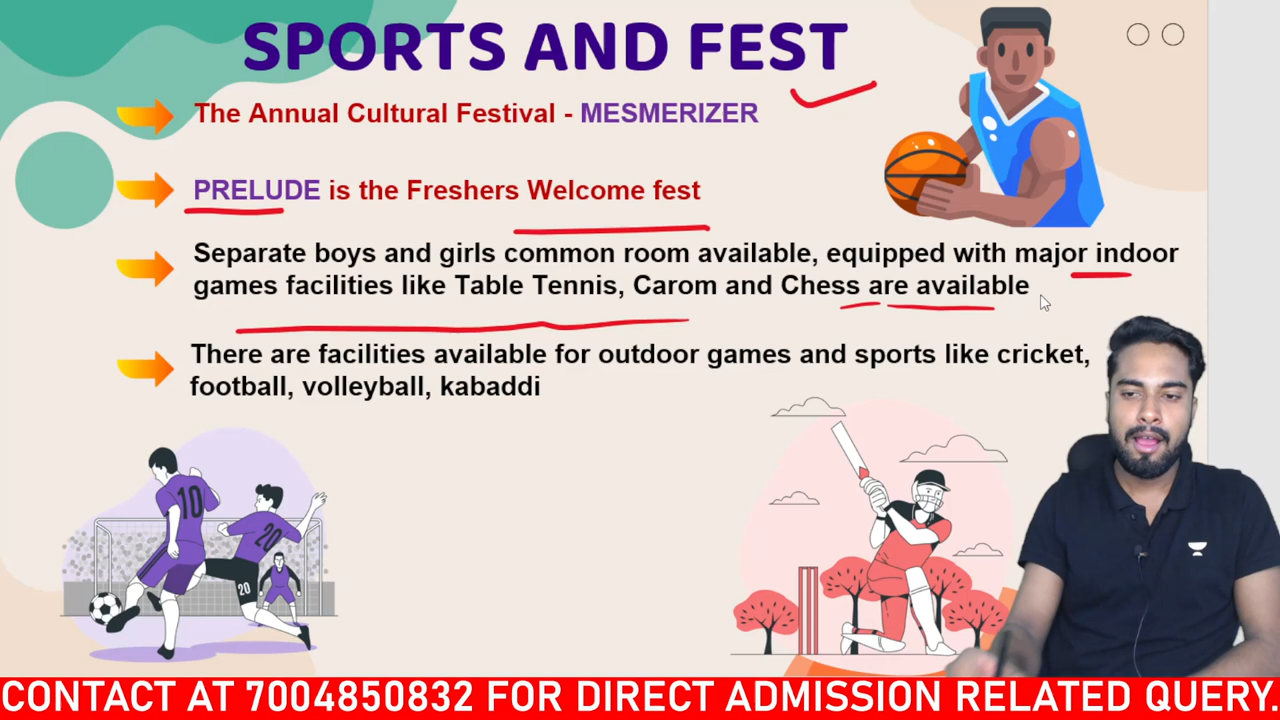 SPORTS AND FEST
The Annual Cultural Festival - MESMERIZER
PRELUDE is the Freshers Welcome fest
Separate boys and girls common room available, equipped with major indoor
games facilities like Table Tennis, Carom and Chess are available
There are facilities available for outdoor games and sports like cricket,
football, volleyball, kabaddi
10
20
20
CONTACT AT 7004850832 FOR DIRECT ADMISSION RELATED QUERY.